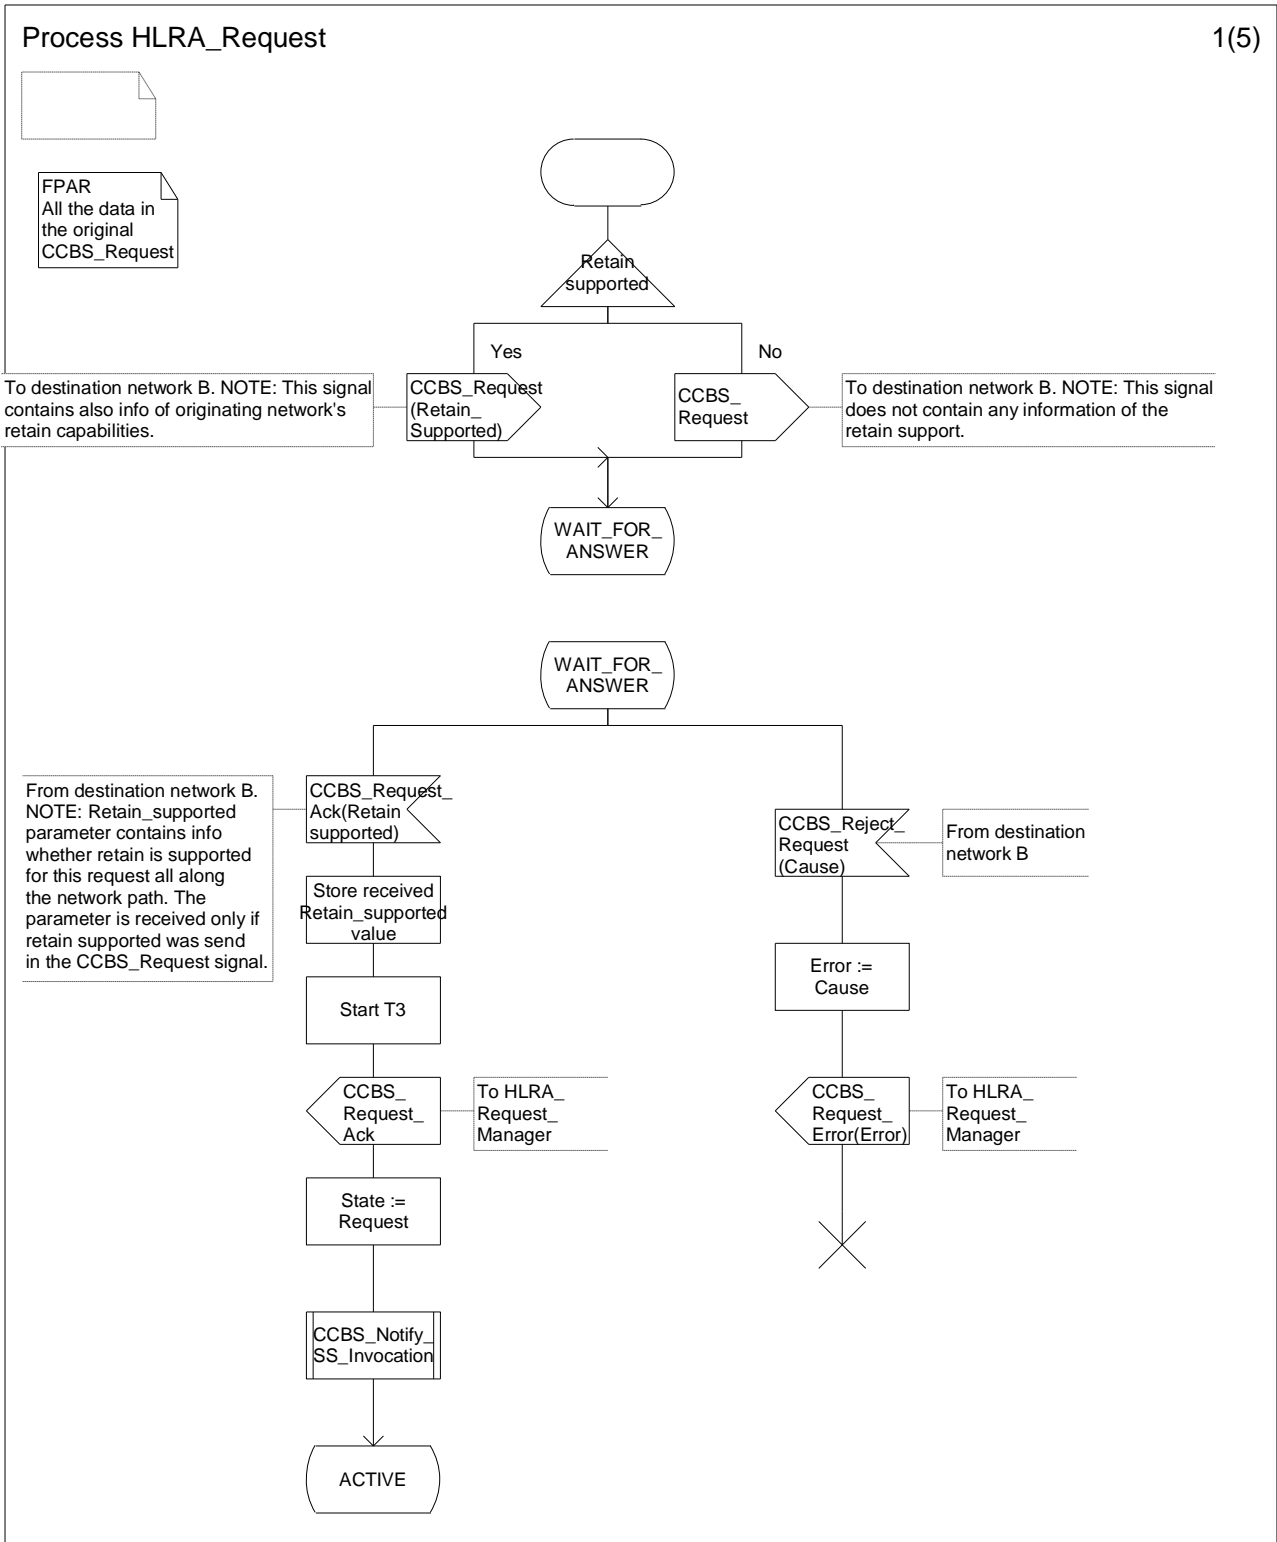 Process HLRA_Request
1(5)
FPAR
All the data in
the original
CCBS_Request
Retain
supported
Yes
No
To destination network B. NOTE: This signal
contains also info of originating network's
retain capabilities.
CCBS_Request
(Retain_
Supported)
CCBS_
Request
To destination network B. NOTE: This signal
does not contain any information of the
retain support.
WAIT_FOR_
ANSWER
WAIT_FOR_
ANSWER
From destination network B.
NOTE: Retain_supported
parameter contains info
whether retain is supported
for this request all along
the network path. The
parameter is received only if
retain supported was send
in the CCBS_Request signal.
CCBS_Request_
Ack(Retain
supported)
CCBS_Reject_
Request
(Cause)
From destination
network B
Store received
Retain_supported
value
Error :=
Cause
Start T3
CCBS_
Request_
Ack
To HLRA_
Request_
Manager
CCBS_
Request_
Error(Error)
To HLRA_
Request_
Manager
State :=
Request
CCBS_Notify_
SS_Invocation
ACTIVE